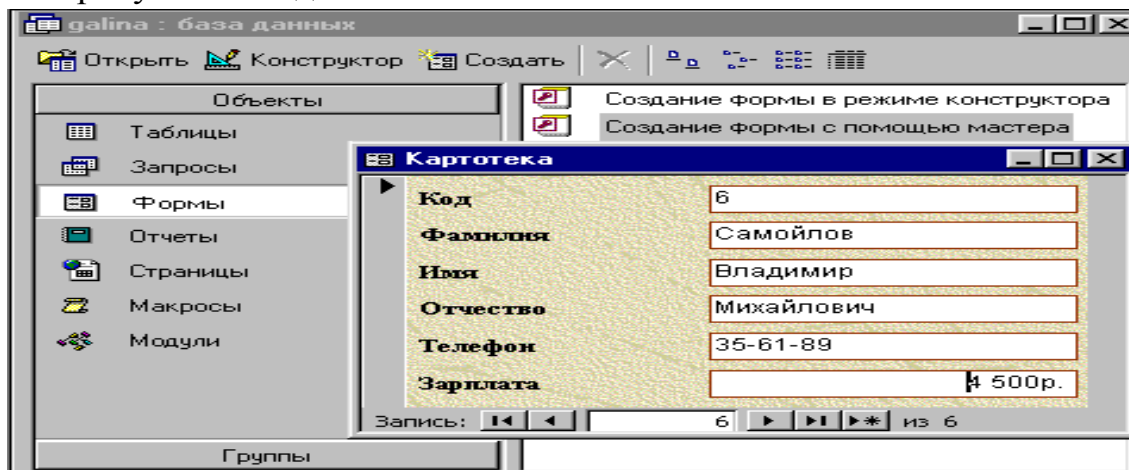 galina : база данных
Открыть Конструктор Создать
Объекты
Таблицы
Запросы
Формы
Отчеты
Страницы
Макросы
Модули
Группы
Создание формы в режиме конструктора
Создание формы с помощью мастера
Картотека
Код 6
Фамилия Самойлов
Имя Владимир
Отчество Михайлович
Телефон 35-61-89
Зарплата 4 500р.
Запись: 6 из 6